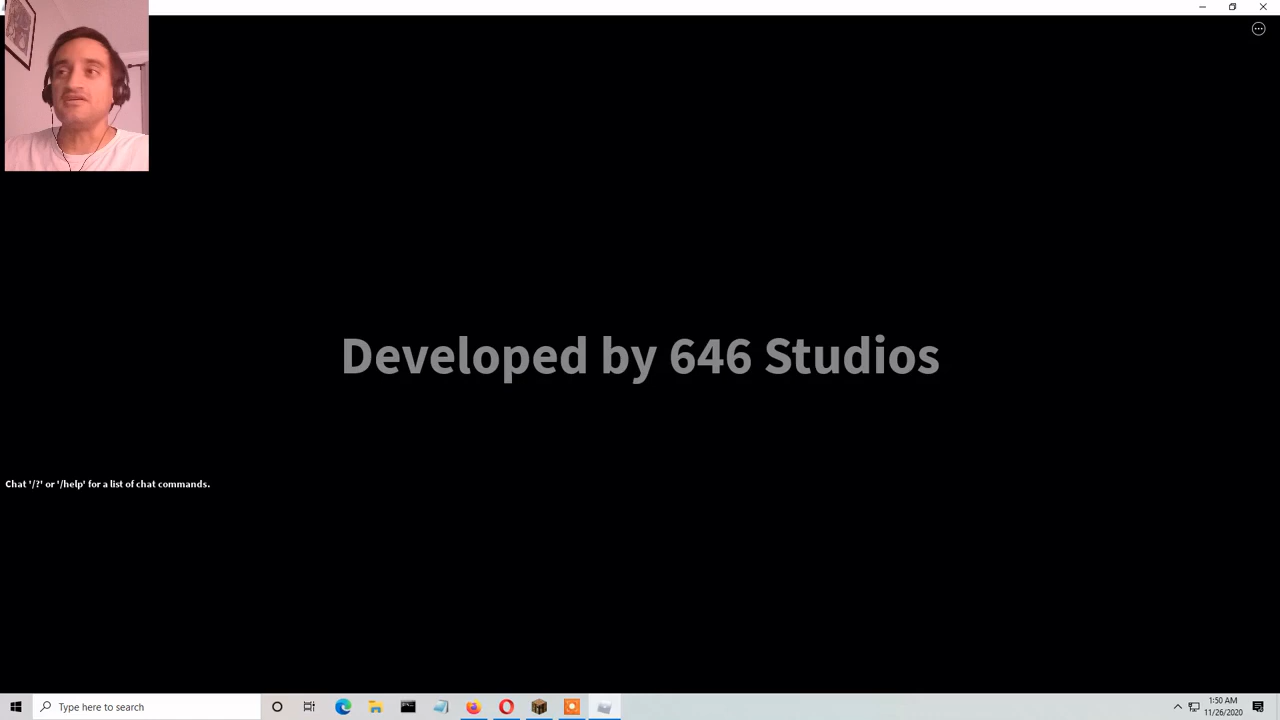 Developed by 646 Studios
Chat '/?' or '/help' for a list of chat commands.
Type here to search
1:50 AM
11/26/2020